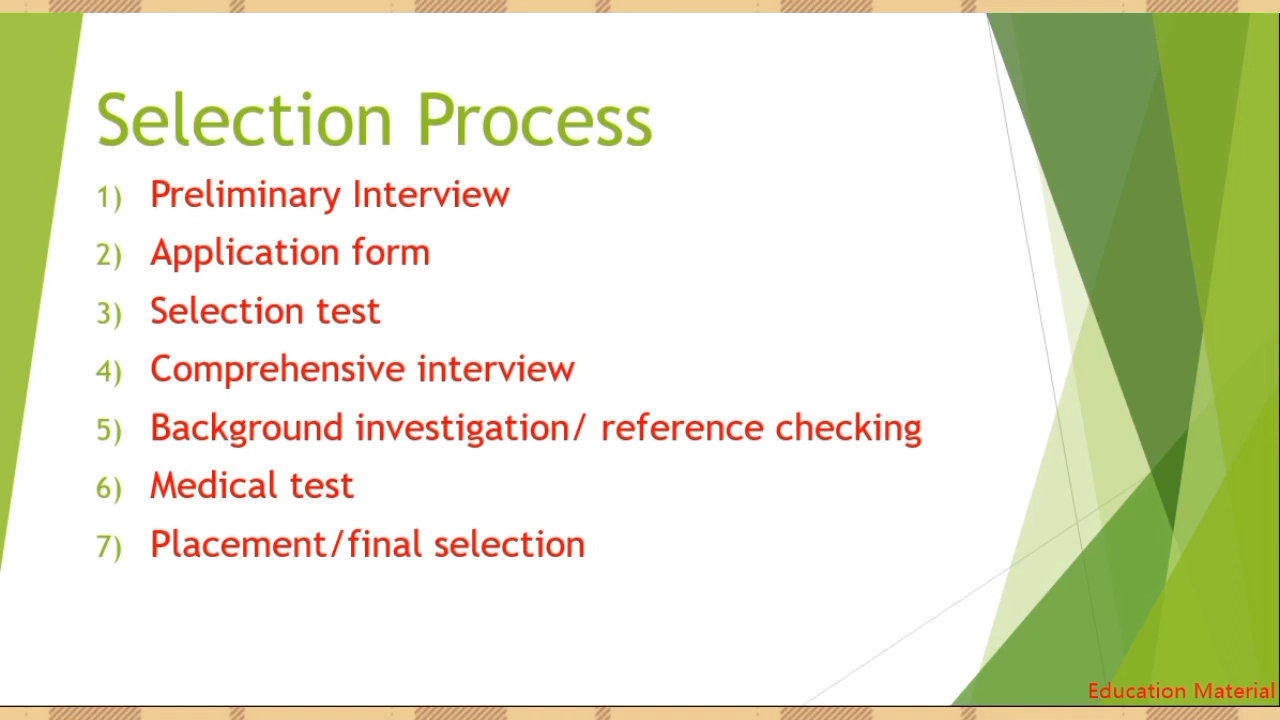 Selection Process
1) Preliminary Interview
2) Application form
3) Selection test
4) Comprehensive interview
5) Background investigation/ reference checking
6) Medical test
7) Placement/final selection
Education Material